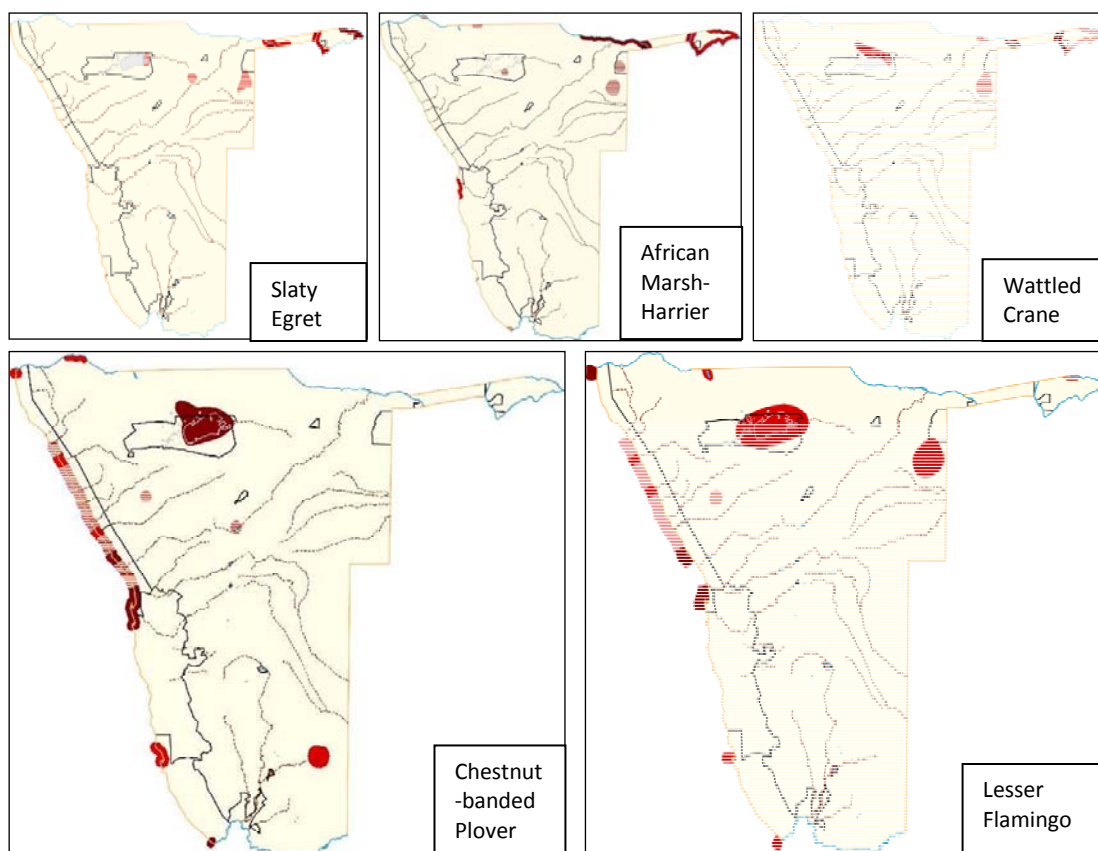 Slaty
Egret
African
Marsh-
Harrier
Wattled
Crane
Chestnut
-banded
Plover
Lesser
Flamingo